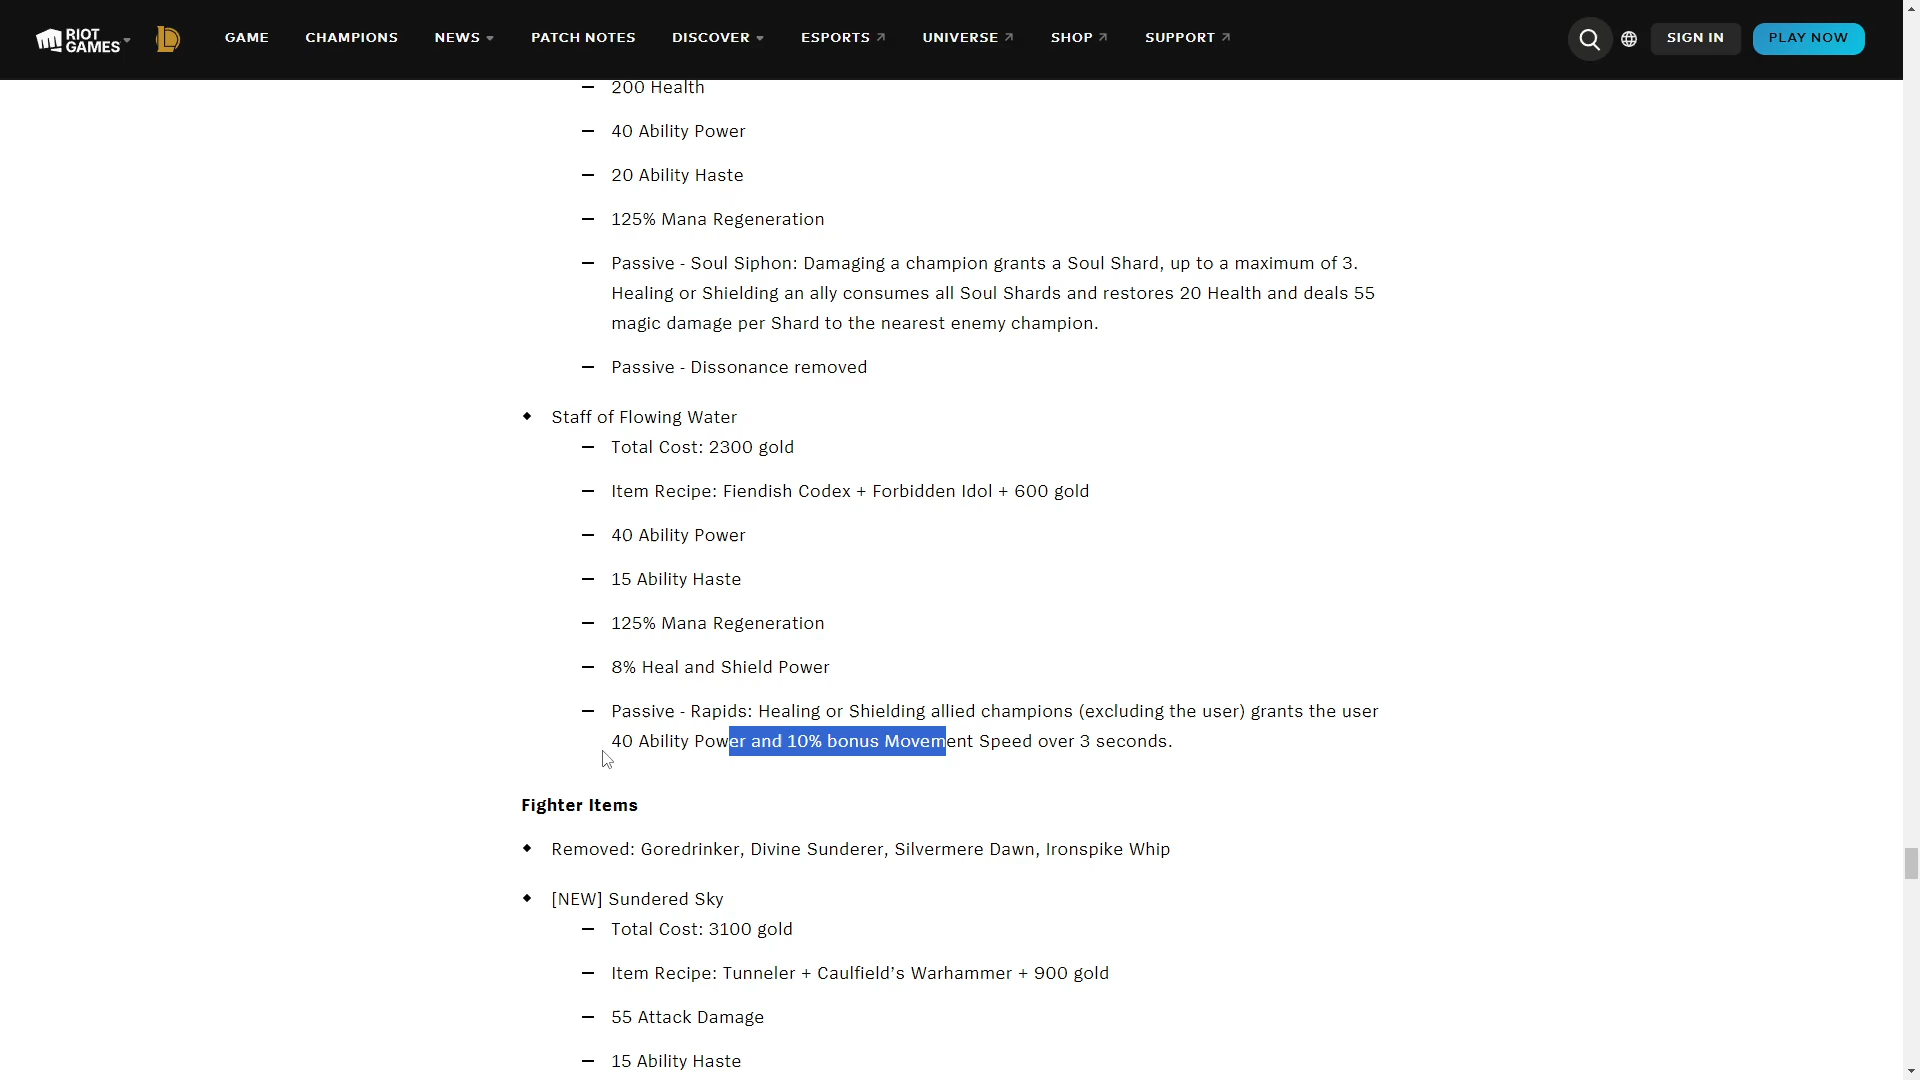 RIOT GAMES
GAME CHAMPIONS NEWS PATCH NOTES DISCOVER ESPORTS UNIVERSE SHOP SUPPORT SIGN IN PLAY NOW
200 Health
40 Ability Power
20 Ability Haste
125% Mana Regeneration
Passive - Soul Siphon: Damaging a champion grants a Soul Shard, up to a maximum of 3.
Healing or Shielding an ally consumes all Soul Shards and restores 20 Health and deals 55
magic damage per Shard to the nearest enemy champion.
Passive - Dissonance removed
Staff of Flowing Water
Total Cost: 2300 gold
Item Recipe: Fiendish Codex + Forbidden Idol + 600 gold
40 Ability Power
15 Ability Haste
125% Mana Regeneration
8% Heal and Shield Power
Passive - Rapids: Healing or Shielding allied champions (excluding the user) grants the user
40 Ability Power and 10% bonus Movement Speed over 3 seconds.
Fighter Items
Removed: Goredrinker, Divine Sunderer, Silvermere Dawn, Ironspike Whip
[NEW] Sundered Sky
Total Cost: 3100 gold
Item Recipe: Tunneler + Caulfield’s Warhammer + 900 gold
55 Attack Damage
15 Ability Haste